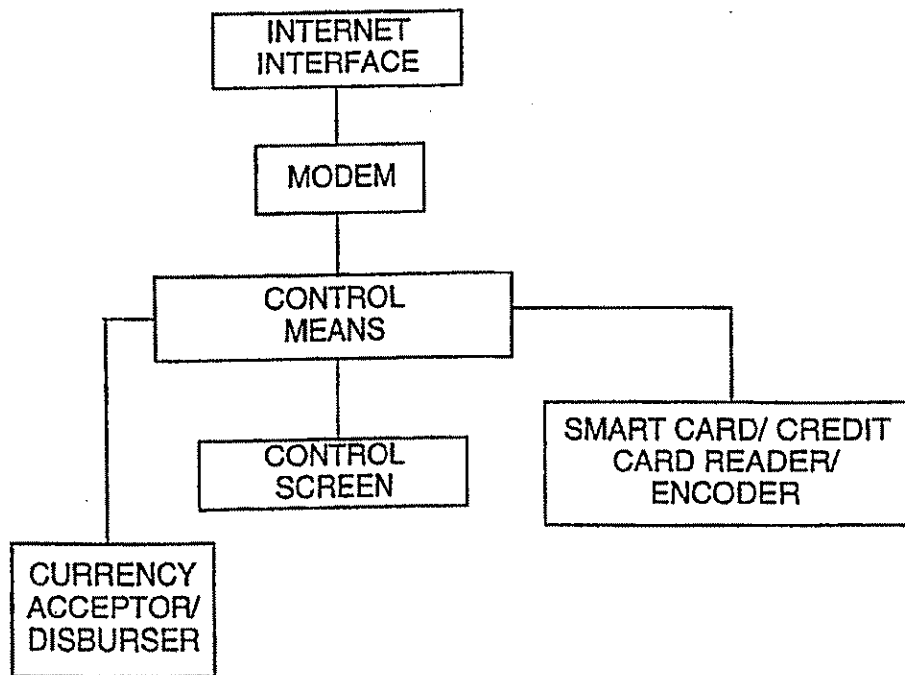 INTERNET
INTERFACE
MODEM
CONTROL
MEANS
CONTROL
SCREEN
SMART CARD/ CREDIT
CARD READER/
ENCODER
CURRENCY
ACCEPTOR/
DISBURSER